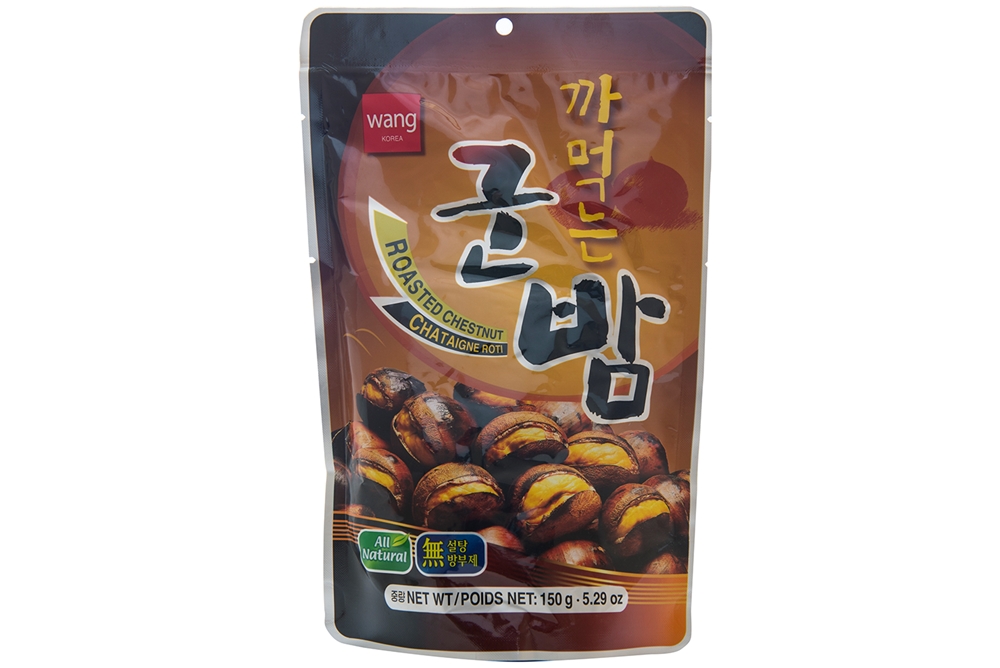 wang
KOREA
까먹는
군밤
ROASTED CHESTNUT
CHATAIGNE ROTI
All
Natural
無 설탕
방부제
중량 NET WT/POIDS NET: 150 g · 5.29 oz